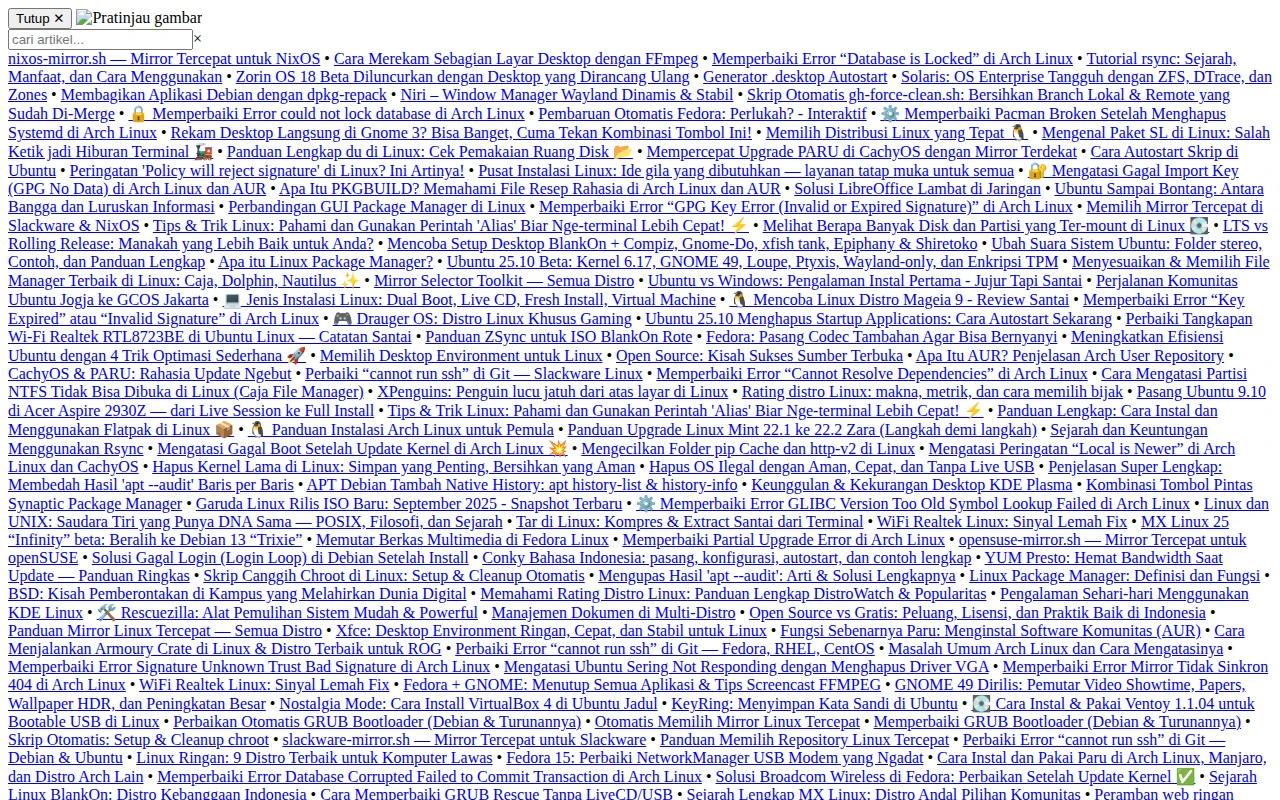 Tutup ✕ Pratinjau gambar
cari artikel... ×
nixos-mirror.sh — Mirror Tercepat untuk NixOS • Cara Merekam Sebagian Layar Desktop dengan FFmpeg • Memperbaiki Error “Database is Locked” di Arch Linux • Tutorial rsync: Sejarah,
Manfaat, dan Cara Menggunakan • Zorin OS 18 Beta Diluncurkan dengan Desktop yang Dirancang Ulang • Generator .desktop Autostart • Solaris: OS Enterprise Tangguh dengan ZFS, DTrace, dan
Zones • Membagikan Aplikasi Debian dengan dpkg-repack • Niri – Window Manager Wayland Dinamis & Stabil • Skrip Otomatis gh-force-clean.sh: Bersihkan Branch Lokal & Remote yang
Sudah Di-Merge • 🔒 Memperbaiki Error could not lock database di Arch Linux • Pembaruan Otomatis Fedora: Perlukah? - Interaktif • ⚙️ Memperbaiki Pacman Broken Setelah Menghapus
Systemd di Arch Linux • Rekam Desktop Langsung di Gnome 3? Bisa Banget, Cuma Tekan Kombinasi Tombol Ini! • Memilih Distribusi Linux yang Tepat 🐧 • Mengenal Paket SL di Linux: Salah
Ketik jadi Hiburan Terminal 🚂 • Panduan Lengkap du di Linux: Cek Pemakaian Ruang Disk 📂 • Mempercepat Upgrade PARU di CachyOS dengan Mirror Terdekat • Cara Autostart Skrip di
Ubuntu • Peringatan 'Policy will reject signature' di Linux? Ini Artinya! • Pusat Instalasi Linux: Ide gila yang dibutuhkan — layanan tatap muka untuk semua • 🔐 Mengatasi Gagal Import Key
(GPG No Data) di Arch Linux dan AUR • Apa Itu PKGBUILD? Memahami File Resep Rahasia di Arch Linux dan AUR • Solusi LibreOffice Lambat di Jaringan • Ubuntu Sampai Bontang: Antara
Bangga dan Luruskan Informasi • Perbandingan GUI Package Manager di Linux • Memperbaiki Error “GPG Key Error (Invalid or Expired Signature)” di Arch Linux • Memilih Mirror Tercepat di
Slackware & NixOS • Tips & Trik Linux: Pahami dan Gunakan Perintah 'Alias' Biar Nge-terminal Lebih Cepat! ⚡ • Melihat Berapa Banyak Disk dan Partisi yang Ter-mount di Linux 💽 • LTS vs
Rolling Release: Manakah yang Lebih Baik untuk Anda? • Mencoba Setup Desktop BlankOn + Compiz, Gnome-Do, xfish tank, Epiphany & Shiretoko • Ubah Suara Sistem Ubuntu: Folder stereo,
Contoh, dan Panduan Lengkap • Apa itu Linux Package Manager? • Ubuntu 25.10 Beta: Kernel 6.17, GNOME 49, Loupe, Ptyxis, Wayland-only, dan Enkripsi TPM • Menyesuaikan & Memilih File
Manager Terbaik di Linux: Caja, Dolphin, Nautilus ✨ • Mirror Selector Toolkit — Semua Distro • Ubuntu vs Windows: Pengalaman Instal Pertama - Jujur Tapi Santai • Perjalanan Komunitas
Ubuntu Jogja ke GCOS Jakarta • 💻 Jenis Instalasi Linux: Dual Boot, Live CD, Fresh Install, Virtual Machine • 🐧 Mencoba Linux Distro Mageia 9 - Review Santai • Memperbaiki Error “Key
Expired” atau “Invalid Signature” di Arch Linux • 🎮 Drauger OS: Distro Linux Khusus Gaming • Ubuntu 25.10 Menghapus Startup Applications: Cara Autostart Sekarang • Perbaiki Tangkapan
Wi-Fi Realtek RTL8723BE di Ubuntu Linux — Catatan Santai • Panduan ZSync untuk ISO BlankOn Rote • Fedora: Pasang Codec Tambahan Agar Bisa Bernyanyi • Meningkatkan Efisiensi
Ubuntu dengan 4 Trik Optimasi Sederhana 🚀 • Memilih Desktop Environment untuk Linux • Open Source: Kisah Sukses Sumber Terbuka • Apa Itu AUR? Penjelasan Arch User Repository •
CachyOS & PARU: Rahasia Update Ngebut • Perbaiki “cannot run ssh” di Git — Slackware Linux • Memperbaiki Error “Cannot Resolve Dependencies” di Arch Linux • Cara Mengatasi Partisi
NTFS Tidak Bisa Dibuka di Linux (Caja File Manager) • XPenguins: Penguin lucu jatuh dari atas layar di Linux • Rating distro Linux: makna, metrik, dan cara memilih bijak • Pasang Ubuntu 9.10
di Acer Aspire 2930Z — dari Live Session ke Full Install • Tips & Trik Linux: Pahami dan Gunakan Perintah 'Alias' Biar Nge-terminal Lebih Cepat! ⚡ • Panduan Lengkap: Cara Instal dan
Menggunakan Flatpak di Linux 📦 • 🐧 Panduan Instalasi Arch Linux untuk Pemula • Panduan Upgrade Linux Mint 22.1 ke 22.2 Zara (Langkah demi langkah) • Sejarah dan Keuntungan
Menggunakan Rsync • Mengatasi Gagal Boot Setelah Update Kernel di Arch Linux 💥 • Mengecilkan Folder pip Cache dan http-v2 di Linux • Mengatasi Peringatan “Local is Newer” di Arch
Linux dan CachyOS • Hapus Kernel Lama di Linux: Simpan yang Penting, Bersihkan yang Aman • Hapus OS Ilegal dengan Aman, Cepat, dan Tanpa Live USB • Penjelasan Super Lengkap:
Membedah Hasil 'apt --audit' Baris per Baris • APT Debian Tambah Native History: apt history-list & history-info • Keunggulan & Kekurangan Desktop KDE Plasma • Kombinasi Tombol Pintas
Synaptic Package Manager • Garuda Linux Rilis ISO Baru: September 2025 - Snapshot Terbaru • ⚙️ Memperbaiki Error GLIBC Version Too Old Symbol Lookup Failed di Arch Linux • Linux dan
UNIX: Saudara Tiri yang Punya DNA Sama — POSIX, Filosofi, dan Sejarah • Tar di Linux: Kompres & Extract Santai dari Terminal • WiFi Realtek Linux: Sinyal Lemah Fix • MX Linux 25
“Infinity” beta: Beralih ke Debian 13 “Trixie” • Memutar Berkas Multimedia di Fedora Linux • Memperbaiki Partial Upgrade Error di Arch Linux • opensuse-mirror.sh — Mirror Tercepat untuk
openSUSE • Solusi Gagal Login (Login Loop) di Debian Setelah Install • Conky Bahasa Indonesia: pasang, konfigurasi, autostart, dan contoh lengkap • YUM Presto: Hemat Bandwidth Saat
Update — Panduan Ringkas • Skrip Canggih Chroot di Linux: Setup & Cleanup Otomatis • Mengupas Hasil 'apt --audit': Arti & Solusi Lengkapnya • Linux Package Manager: Definisi dan Fungsi •
BSD: Kisah Pemberontakan di Kampus yang Melahirkan Dunia Digital • Memahami Rating Distro Linux: Panduan Lengkap DistroWatch & Popularitas • Pengalaman Sehari-hari Menggunakan
KDE Linux • 🛠️ Rescuezilla: Alat Pemulihan Sistem Mudah & Powerful • Manajemen Dokumen di Multi-Distro • Open Source vs Gratis: Peluang, Lisensi, dan Praktik Baik di Indonesia •
Panduan Mirror Linux Tercepat — Semua Distro • Xfce: Desktop Environment Ringan, Cepat, dan Stabil untuk Linux • Fungsi Sebenarnya Paru: Menginstal Software Komunitas (AUR) • Cara
Menjalankan Armoury Crate di Linux & Distro Terbaik untuk ROG • Perbaiki Error “cannot run ssh” di Git — Fedora, RHEL, CentOS • Masalah Umum Arch Linux dan Cara Mengatasinya •
Memperbaiki Error Signature Unknown Trust Bad Signature di Arch Linux • Mengatasi Ubuntu Sering Not Responding dengan Menghapus Driver VGA • Memperbaiki Error Mirror Tidak Sinkron
404 di Arch Linux • WiFi Realtek Linux: Sinyal Lemah Fix • Fedora + GNOME: Menutup Semua Aplikasi & Tips Screencast FFMPEG • GNOME 49 Dirilis: Pemutar Video Showtime, Papers,
Wallpaper HDR, dan Peningkatan Besar • Nostalgia Mode: Cara Install VirtualBox 4 di Ubuntu Jadul • KeyRing: Menyimpan Kata Sandi di Ubuntu • 💽 Cara Instal & Pakai Ventoy 1.1.04 untuk
Bootable USB di Linux • Perbaikan Otomatis GRUB Bootloader (Debian & Turunannya) • Otomatis Memilih Mirror Linux Tercepat • Memperbaiki GRUB Bootloader (Debian & Turunannya) •
Skrip Otomatis: Setup & Cleanup chroot • slackware-mirror.sh — Mirror Tercepat untuk Slackware • Panduan Memilih Repository Linux Tercepat • Perbaiki Error “cannot run ssh” di Git —
Debian & Ubuntu • Linux Ringan: 9 Distro Terbaik untuk Komputer Lawas • Fedora 15: Perbaiki NetworkManager USB Modem yang Ngadat • Cara Instal dan Pakai Paru di Arch Linux, Manjaro,
dan Distro Arch Lain • Memperbaiki Error Database Corrupted Failed to Commit Transaction di Arch Linux • Solusi Broadcom Wireless di Fedora: Perbaikan Setelah Update Kernel ✅ • Sejarah
Linux BlankOn: Distro Kebanggaan Indonesia • Cara Memperbaiki GRUB Rescue Tanpa LiveCD/USB • Sejarah Lengkap MX Linux: Distro Andal Pilihan Komunitas • Peramban web ringan